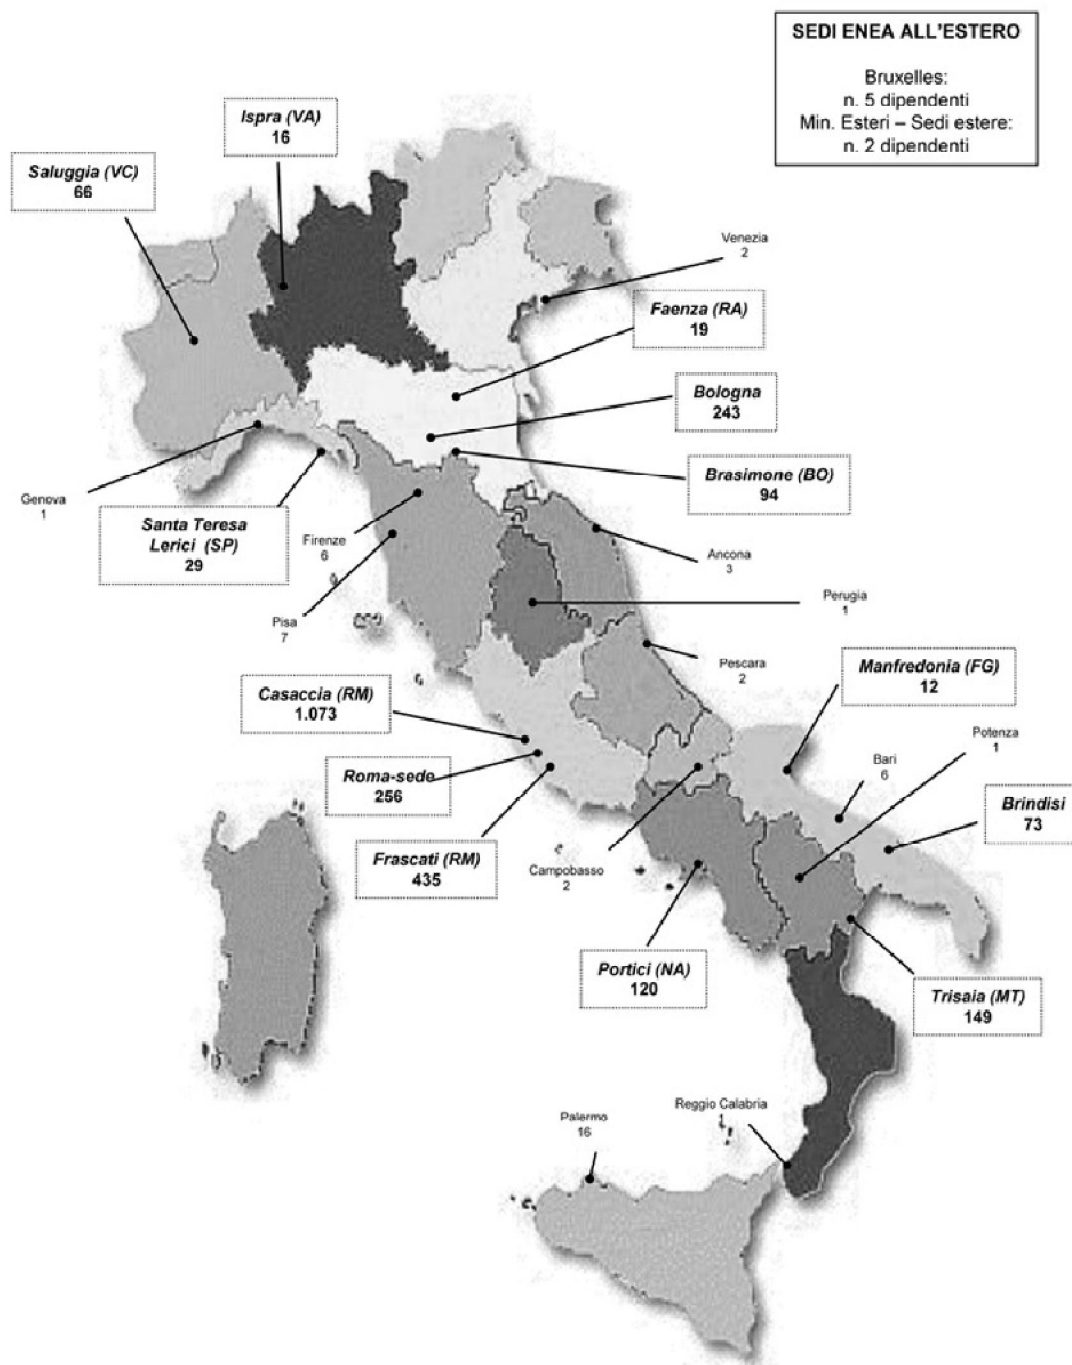 SEDI ENEA ALL'ESTERO
Bruxelles:
n. 5 dipendenti
Min. Esteri – Sedi estere:
n. 2 dipendenti
Ispra (VA)
16
Saluggia (VC)
66
Venezia
2
Faenza (RA)
19
Bologna
243
Brasimone (BO)
94
Genova
1
Santa Teresa
Lerici (SP)
29
Firenze
6
Ancona
3
Pisa
7
Perugia
1
Pescara
2
Manfredonia (FG)
12
Casaccia (RM)
1.073
Potenza
1
Bari
6
Roma-sede
256
Brindisi
73
Frascati (RM)
435
Campobasso
2
Portici (NA)
120
Trisaia (MT)
149
Reggio Calabria
1
Palermo
16